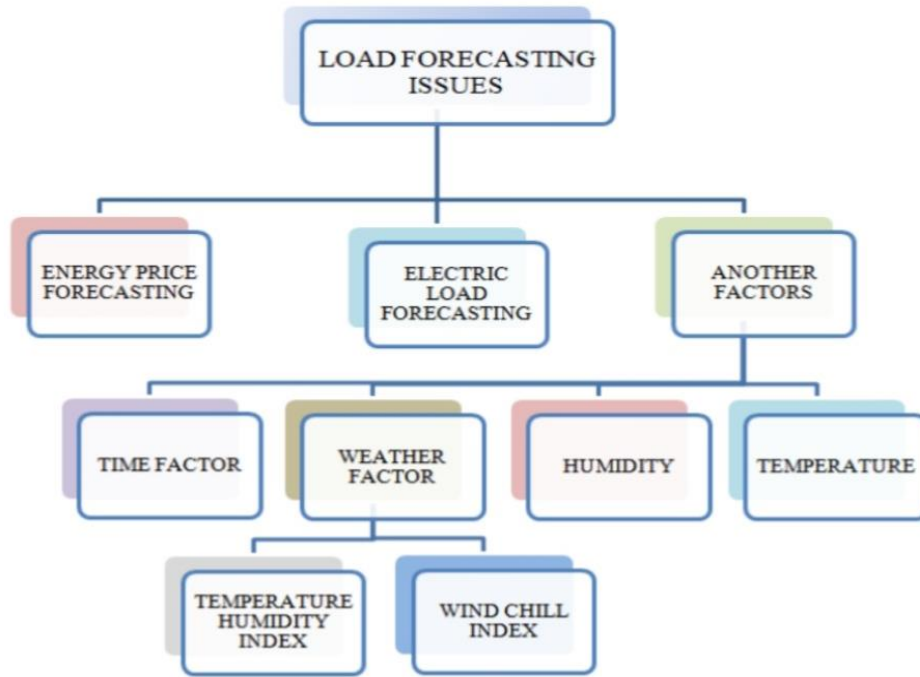 LOAD FORECASTING
ISSUES
ENERGY PRICE
FORECASTING
ELECTRIC
LOAD
FORECASTING
ANOTHER
FACTORS
TIME FACTOR
WEATHER
FACTOR
HUMIDITY
TEMPERATURE
TEMPERATURE
HUMIDITY
INDEX
WIND CHILL
INDEX